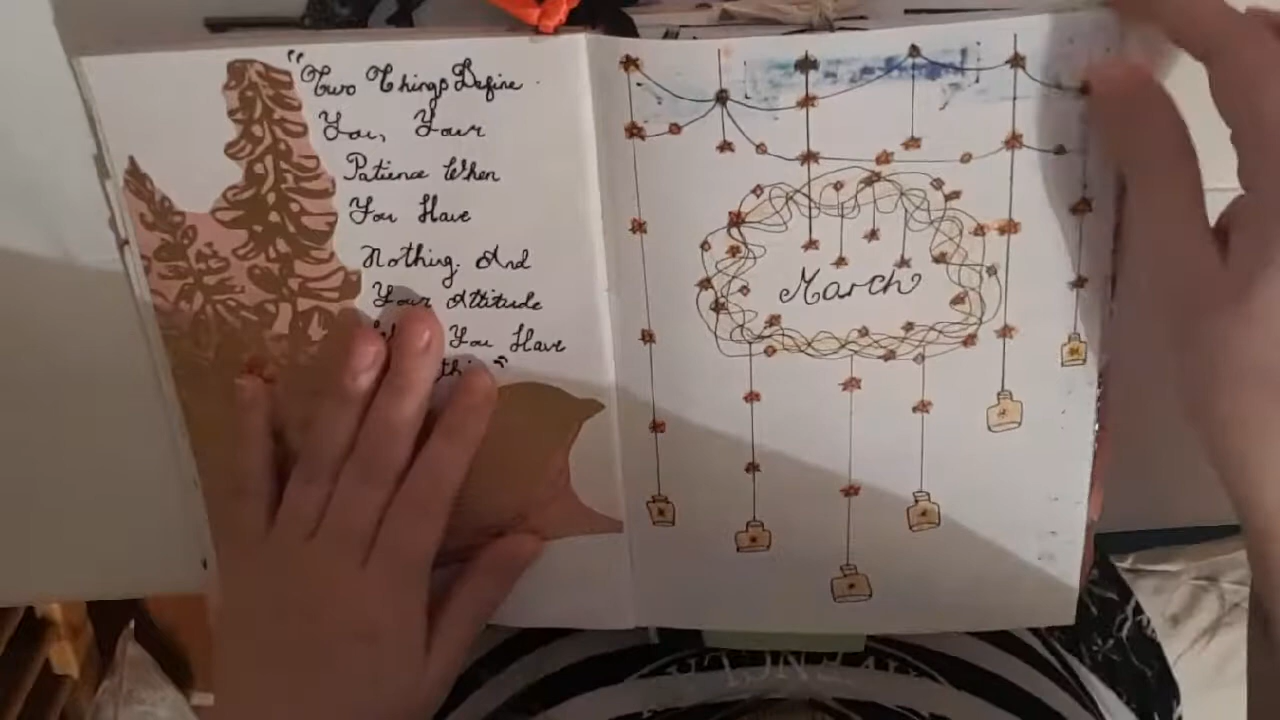 "Two Things Define
You, Your
Patience When
You Have
Nothing. And
Your Attitude
You Have
March